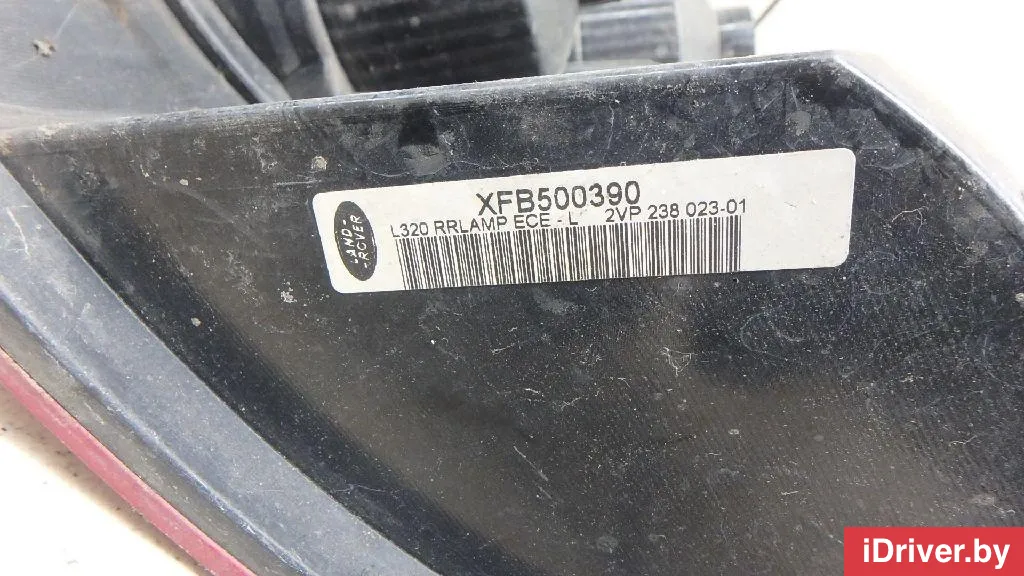 XFB500390
LAND-
-ROVER
L320 RRLAMP ECE - L 2VP 238 023-01
iDriver.by